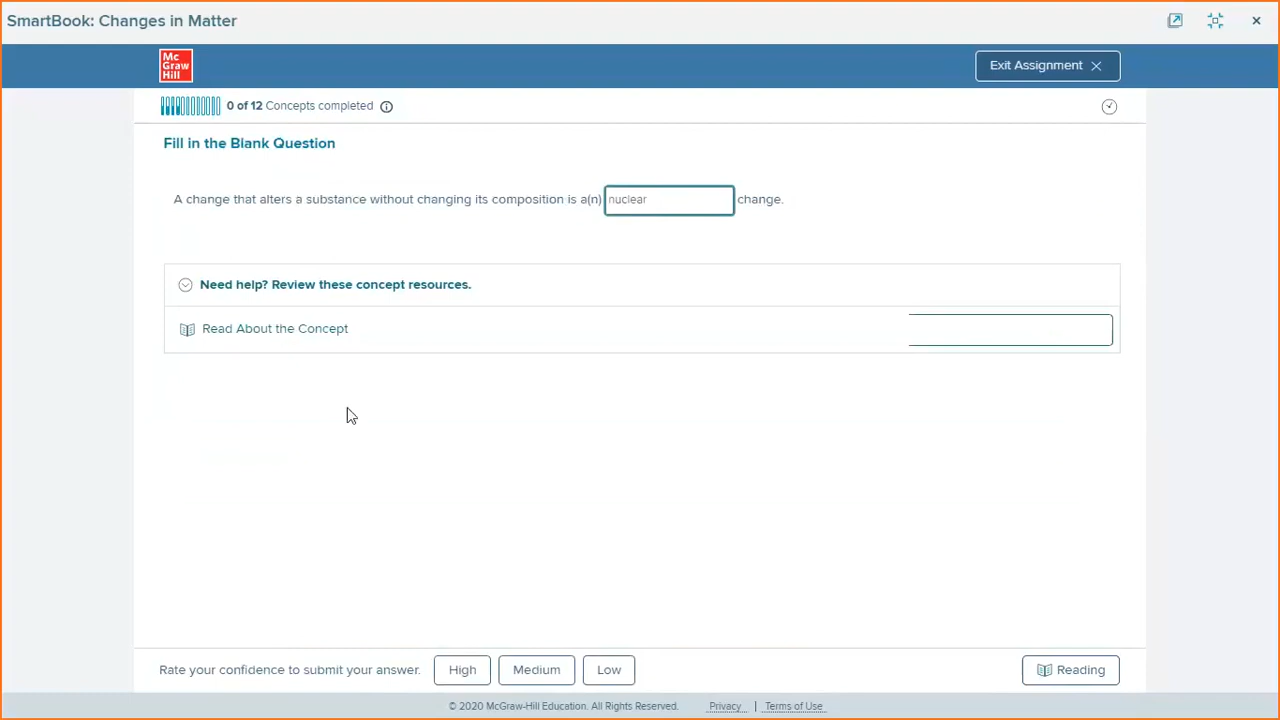 SmartBook: Changes in Matter
Mc
Graw
Hill
Exit Assignment
0 of 12 Concepts completed
Fill in the Blank Question
A change that alters a substance without changing its composition is a(n) nuclear change.
Need help? Review these concept resources.
Read About the Concept
Rate your confidence to submit your answer. High Medium Low Reading
© 2020 McGraw-Hill Education. All Rights Reserved. Privacy | Terms of Use